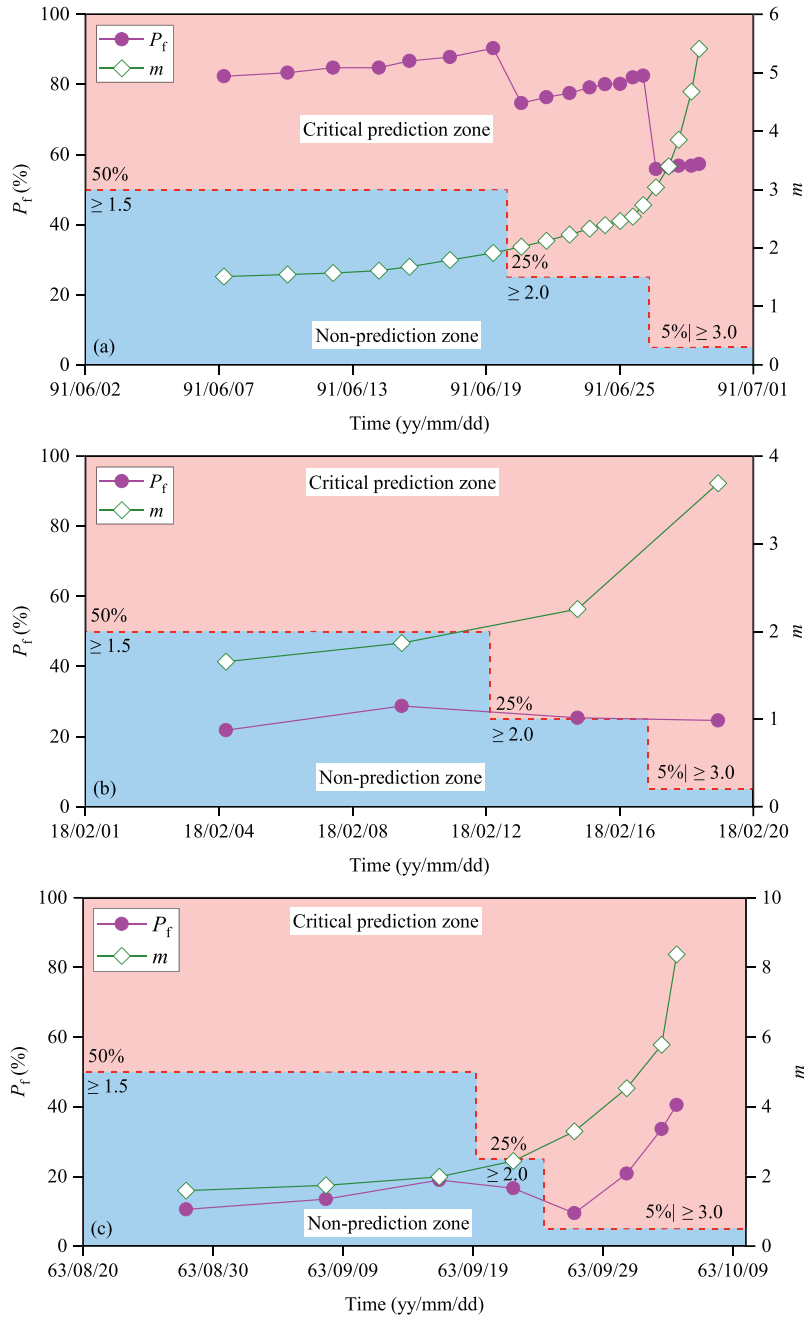 100
80
60
40
20
0
P_f (%)
P_f
m
Critical prediction zone
50%
≥ 1.5
25%
≥ 2.0
5%| ≥ 3.0
Non-prediction zone
(a)
6
5
4
3
2
1
0
m
91/06/02 91/06/07 91/06/13 91/06/19 91/06/25 91/07/01
Time (yy/mm/dd)
100
80
60
40
20
0
P_f (%)
P_f
m
Critical prediction zone
50%
≥ 1.5
25%
≥ 2.0
5%| ≥ 3.0
Non-prediction zone
(b)
4
3
2
1
0
m
18/02/01 18/02/04 18/02/08 18/02/12 18/02/16 18/02/20
Time (yy/mm/dd)
100
80
60
40
20
0
P_f (%)
P_f
m
Critical prediction zone
50%
≥ 1.5
25%
≥ 2.0
5%| ≥ 3.0
Non-prediction zone
(c)
10
8
6
4
2
0
m
63/08/20 63/08/30 63/09/09 63/09/19 63/09/29 63/10/09
Time (yy/mm/dd)